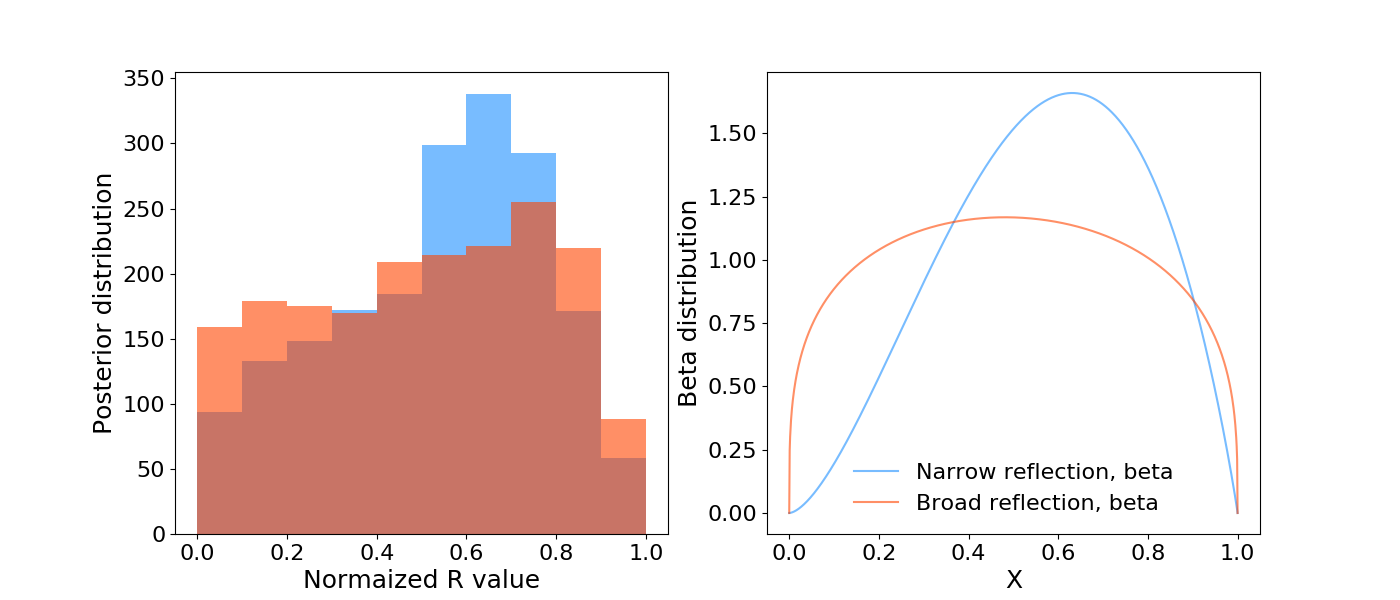 350
300
250
200
150
100
50
0
Posterior distribution
0.0 0.2 0.4 0.6 0.8 1.0
Normaized R value
1.50
1.25
1.00
0.75
0.50
0.25
0.00
Beta distribution
Narrow reflection, beta
Broad reflection, beta
0.0 0.2 0.4 0.6 0.8 1.0
X